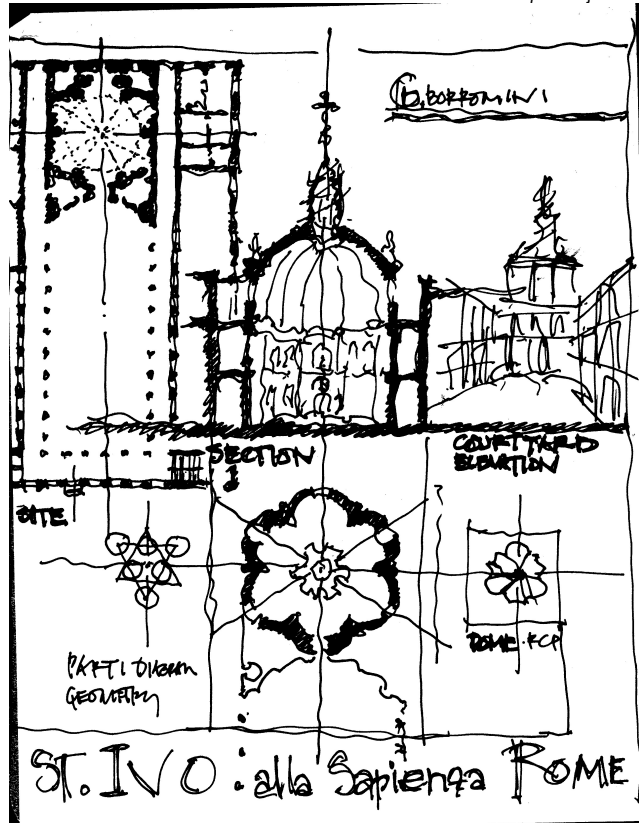 G.B. BORROMINI
SECTION
COURTYARD
ELEVATION
SITE
PARTI DIAGRAM
GEOMETRY
DOME·RCP
ST. IVO : alla Sapienza ROME